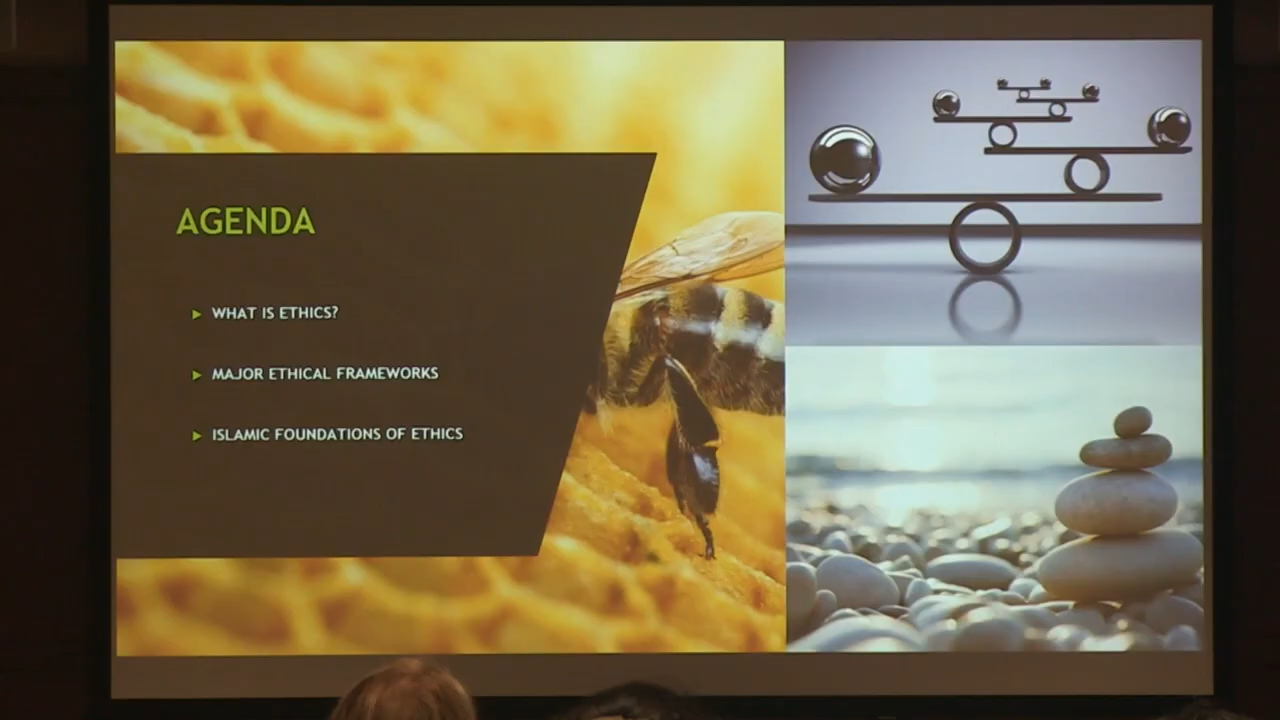 AGENDA
WHAT IS ETHICS?
MAJOR ETHICAL FRAMEWORKS
ISLAMIC FOUNDATIONS OF ETHICS